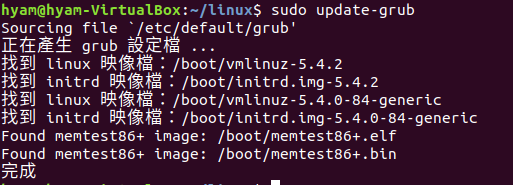 hyam@hyam-VirtualBox:~/linux$ sudo update-grub
Sourcing file `/etc/default/grub'
正在產生 grub 設定檔 ...
找到 linux 映像檔：/boot/vmlinuz-5.4.2
找到 initrd 映像檔：/boot/initrd.img-5.4.2
找到 linux 映像檔：/boot/vmlinuz-5.4.0-84-generic
找到 initrd 映像檔：/boot/initrd.img-5.4.0-84-generic
Found memtest86+ image: /boot/memtest86+.elf
Found memtest86+ image: /boot/memtest86+.bin
完成